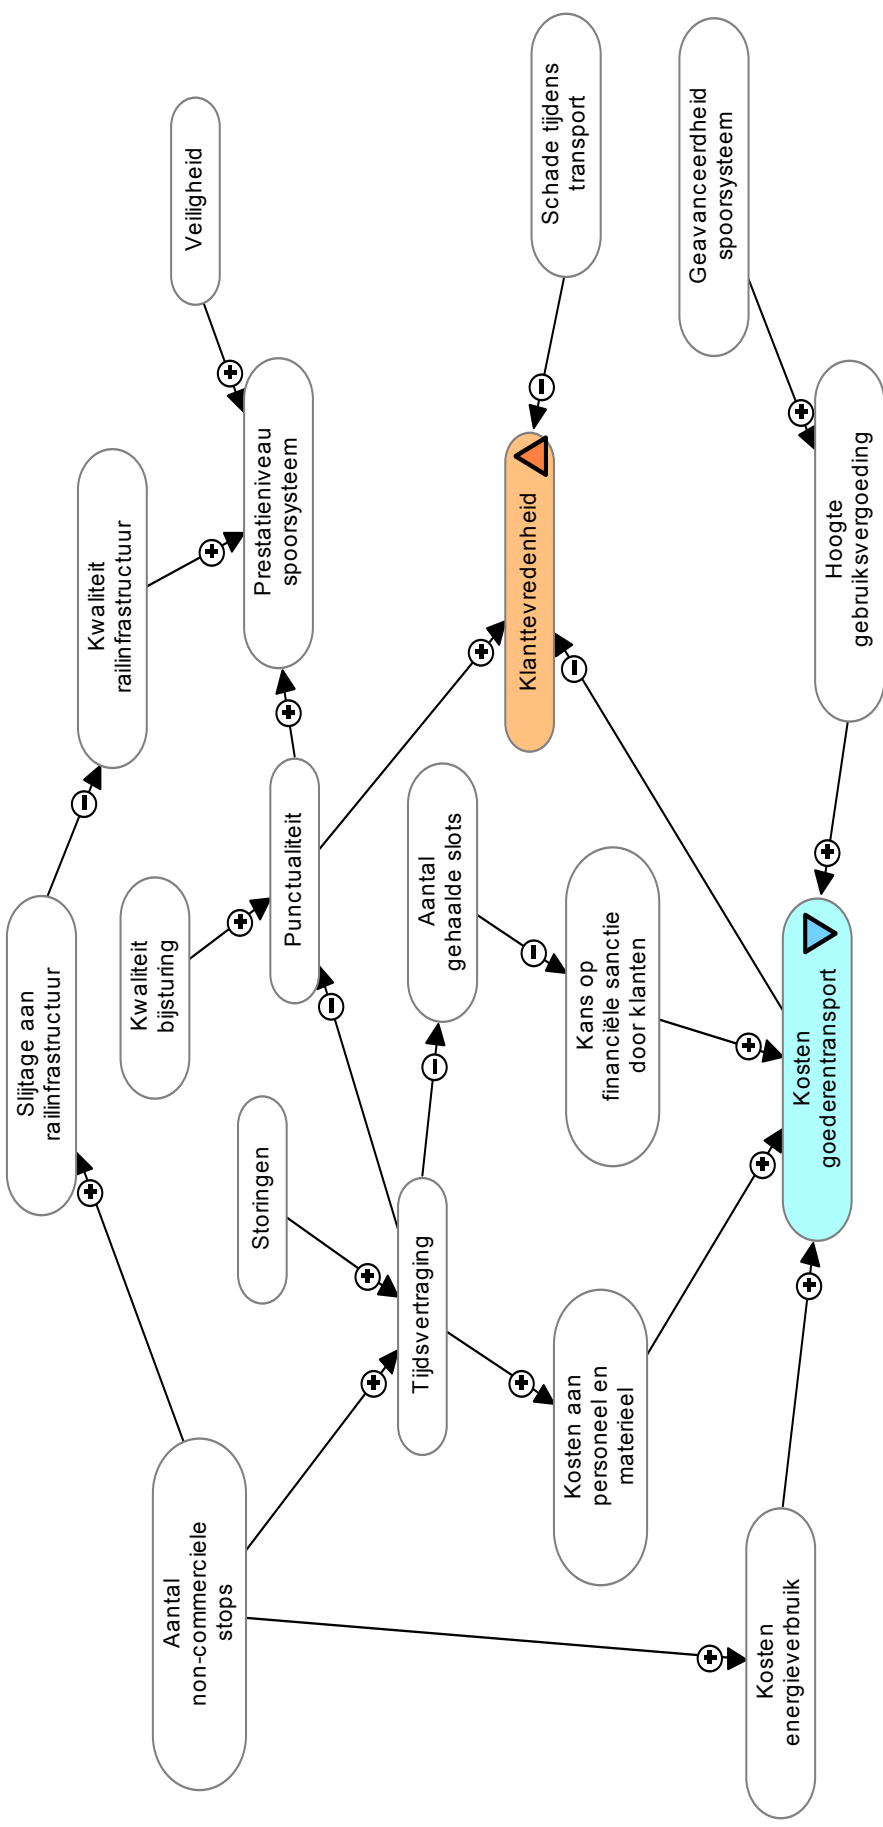 Aantal
non-commerciele
stops
Slijtage aan
railinfrastructuur
Kwaliteit
railinfrastructuur
Veiligheid
Kwaliteit
bijsturing
Storingen
Punctualiteit
Prestatieniveau
spoorsysteem
Tijdsvertraging
Aantal
gehaalde slots
Klanttevredenheid
Schade tijdens
transport
Kosten aan
personeel en
materieel
Kans op
financiële sanctie
door klanten
Geavanceerdheid
spoorsysteem
Kosten
energieverbruik
Kosten
goederentransport
Hoogte
gebruiksvergoeding